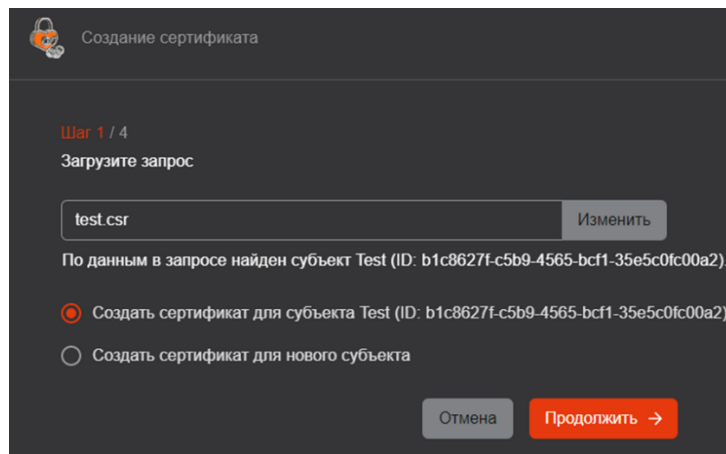 Создание сертификата
Шаг 1 / 4
Загрузите запрос
test.csr
Изменить
По данным в запросе найден субъект Test (ID: b1c8627f-c5b9-4565-bcf1-35e5c0fc00a2).
Создать сертификат для субъекта Test (ID: b1c8627f-c5b9-4565-bcf1-35e5c0fc00a2)
Создать сертификат для нового субъекта
Отмена
Продолжить →